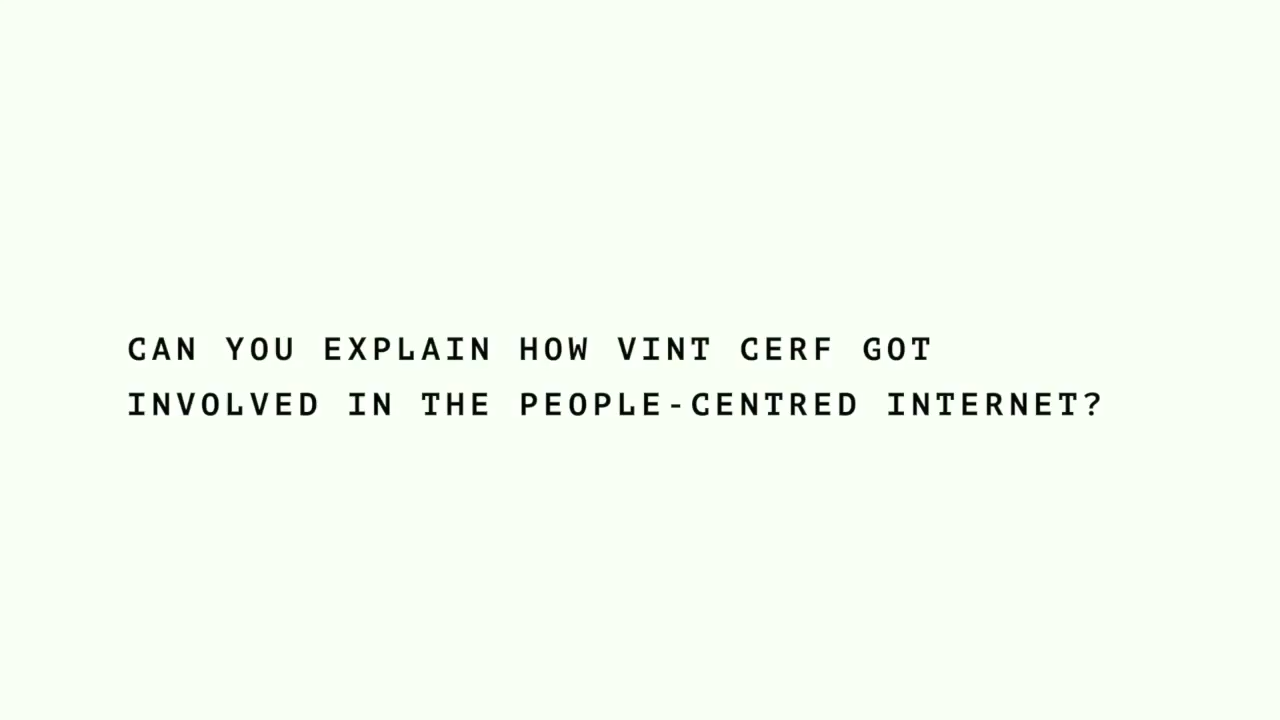 CAN YOU EXPLAIN HOW VINT CERF GOT
INVOLVED IN THE PEOPLE-CENTRED INTERNET?